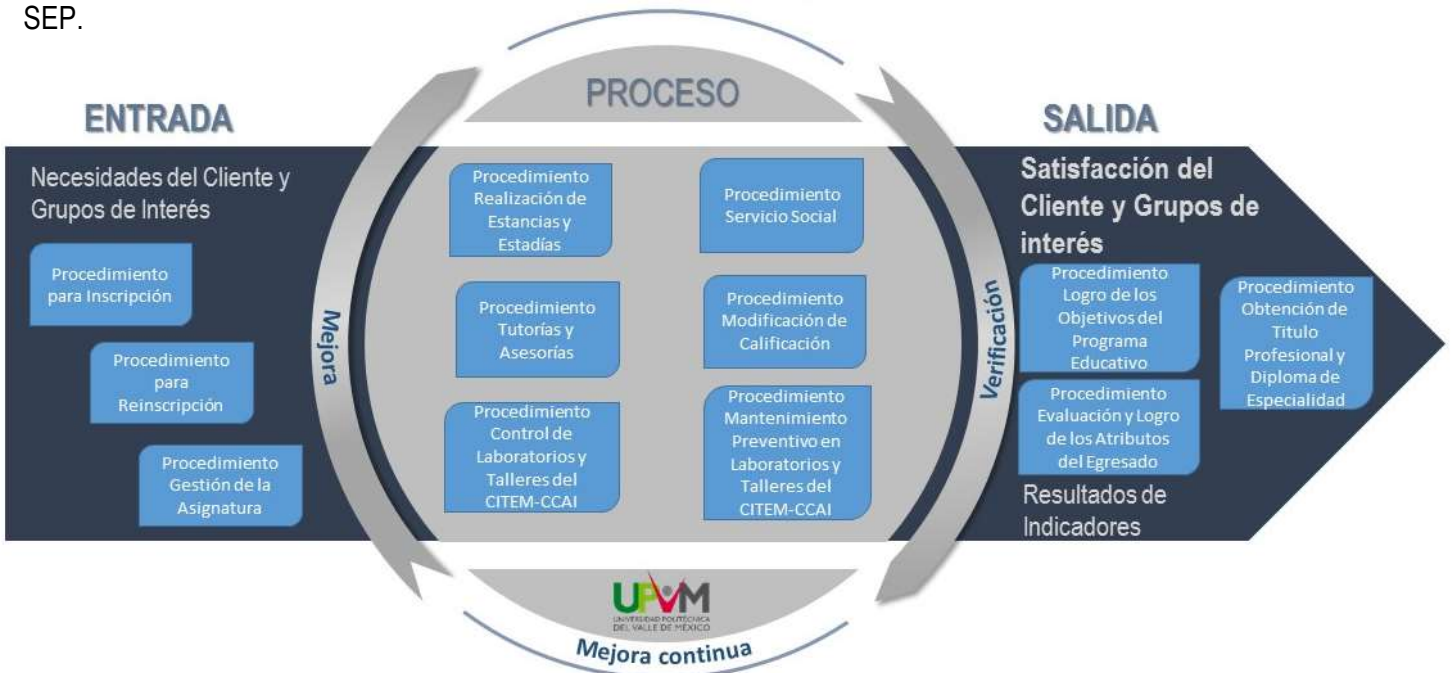 SEP.
PROCESO
ENTRADA
SALIDA
Necesidades del Cliente y
Grupos de Interés
Procedimiento
para Inscripción
Procedimiento
para
Reinscripción
Procedimiento
Gestión de la
Asignatura
Mejora
Procedimiento
Realización de
Estancias y
Estadías
Procedimiento
Servicio Social
Procedimiento
Tutorías y
Asesorías
Procedimiento
Modificación de
Calificación
Procedimiento
Control de
Laboratorios y
Talleres del
CITEM-CCAI
Procedimiento
Mantenimiento
Preventivo en
Laboratorios y
Talleres del
CITEM-CCAI
Verificación
Satisfacción del
Cliente y Grupos de
interés
Procedimiento
Logro de los
Objetivos del
Programa
Educativo
Procedimiento
Obtención de
Titulo
Profesional y
Diploma de
Especialidad
Procedimiento
Evaluación y Logro
de los Atributos
del Egresado
Resultados de
Indicadores
UPVM
UNIVERSIDAD POLITÉCNICA
DEL VALLE DE MÉXICO
Mejora continua